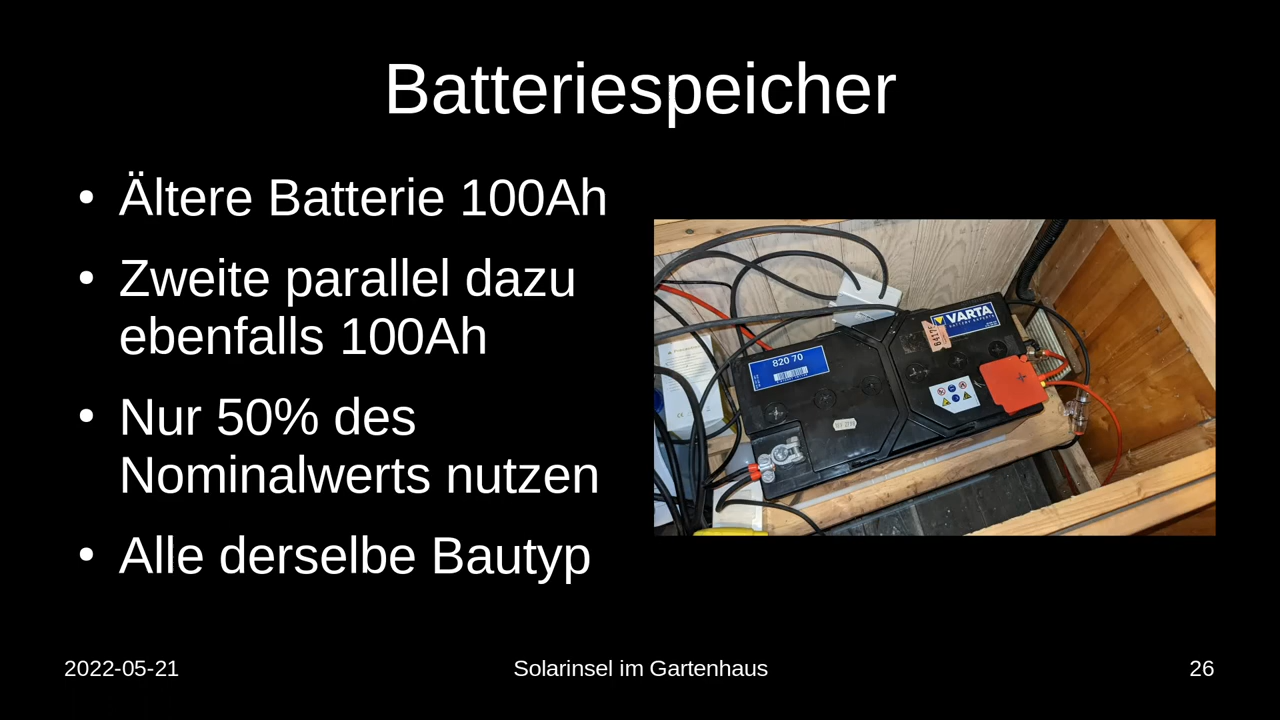 Batteriespeicher
• Ältere Batterie 100Ah
• Zweite parallel dazu
ebenfalls 100Ah
• Nur 50% des
Nominalwerts nutzen
• Alle derselbe Bautyp
VARTA
820 70
2022-05-21
Solarinsel im Gartenhaus
26